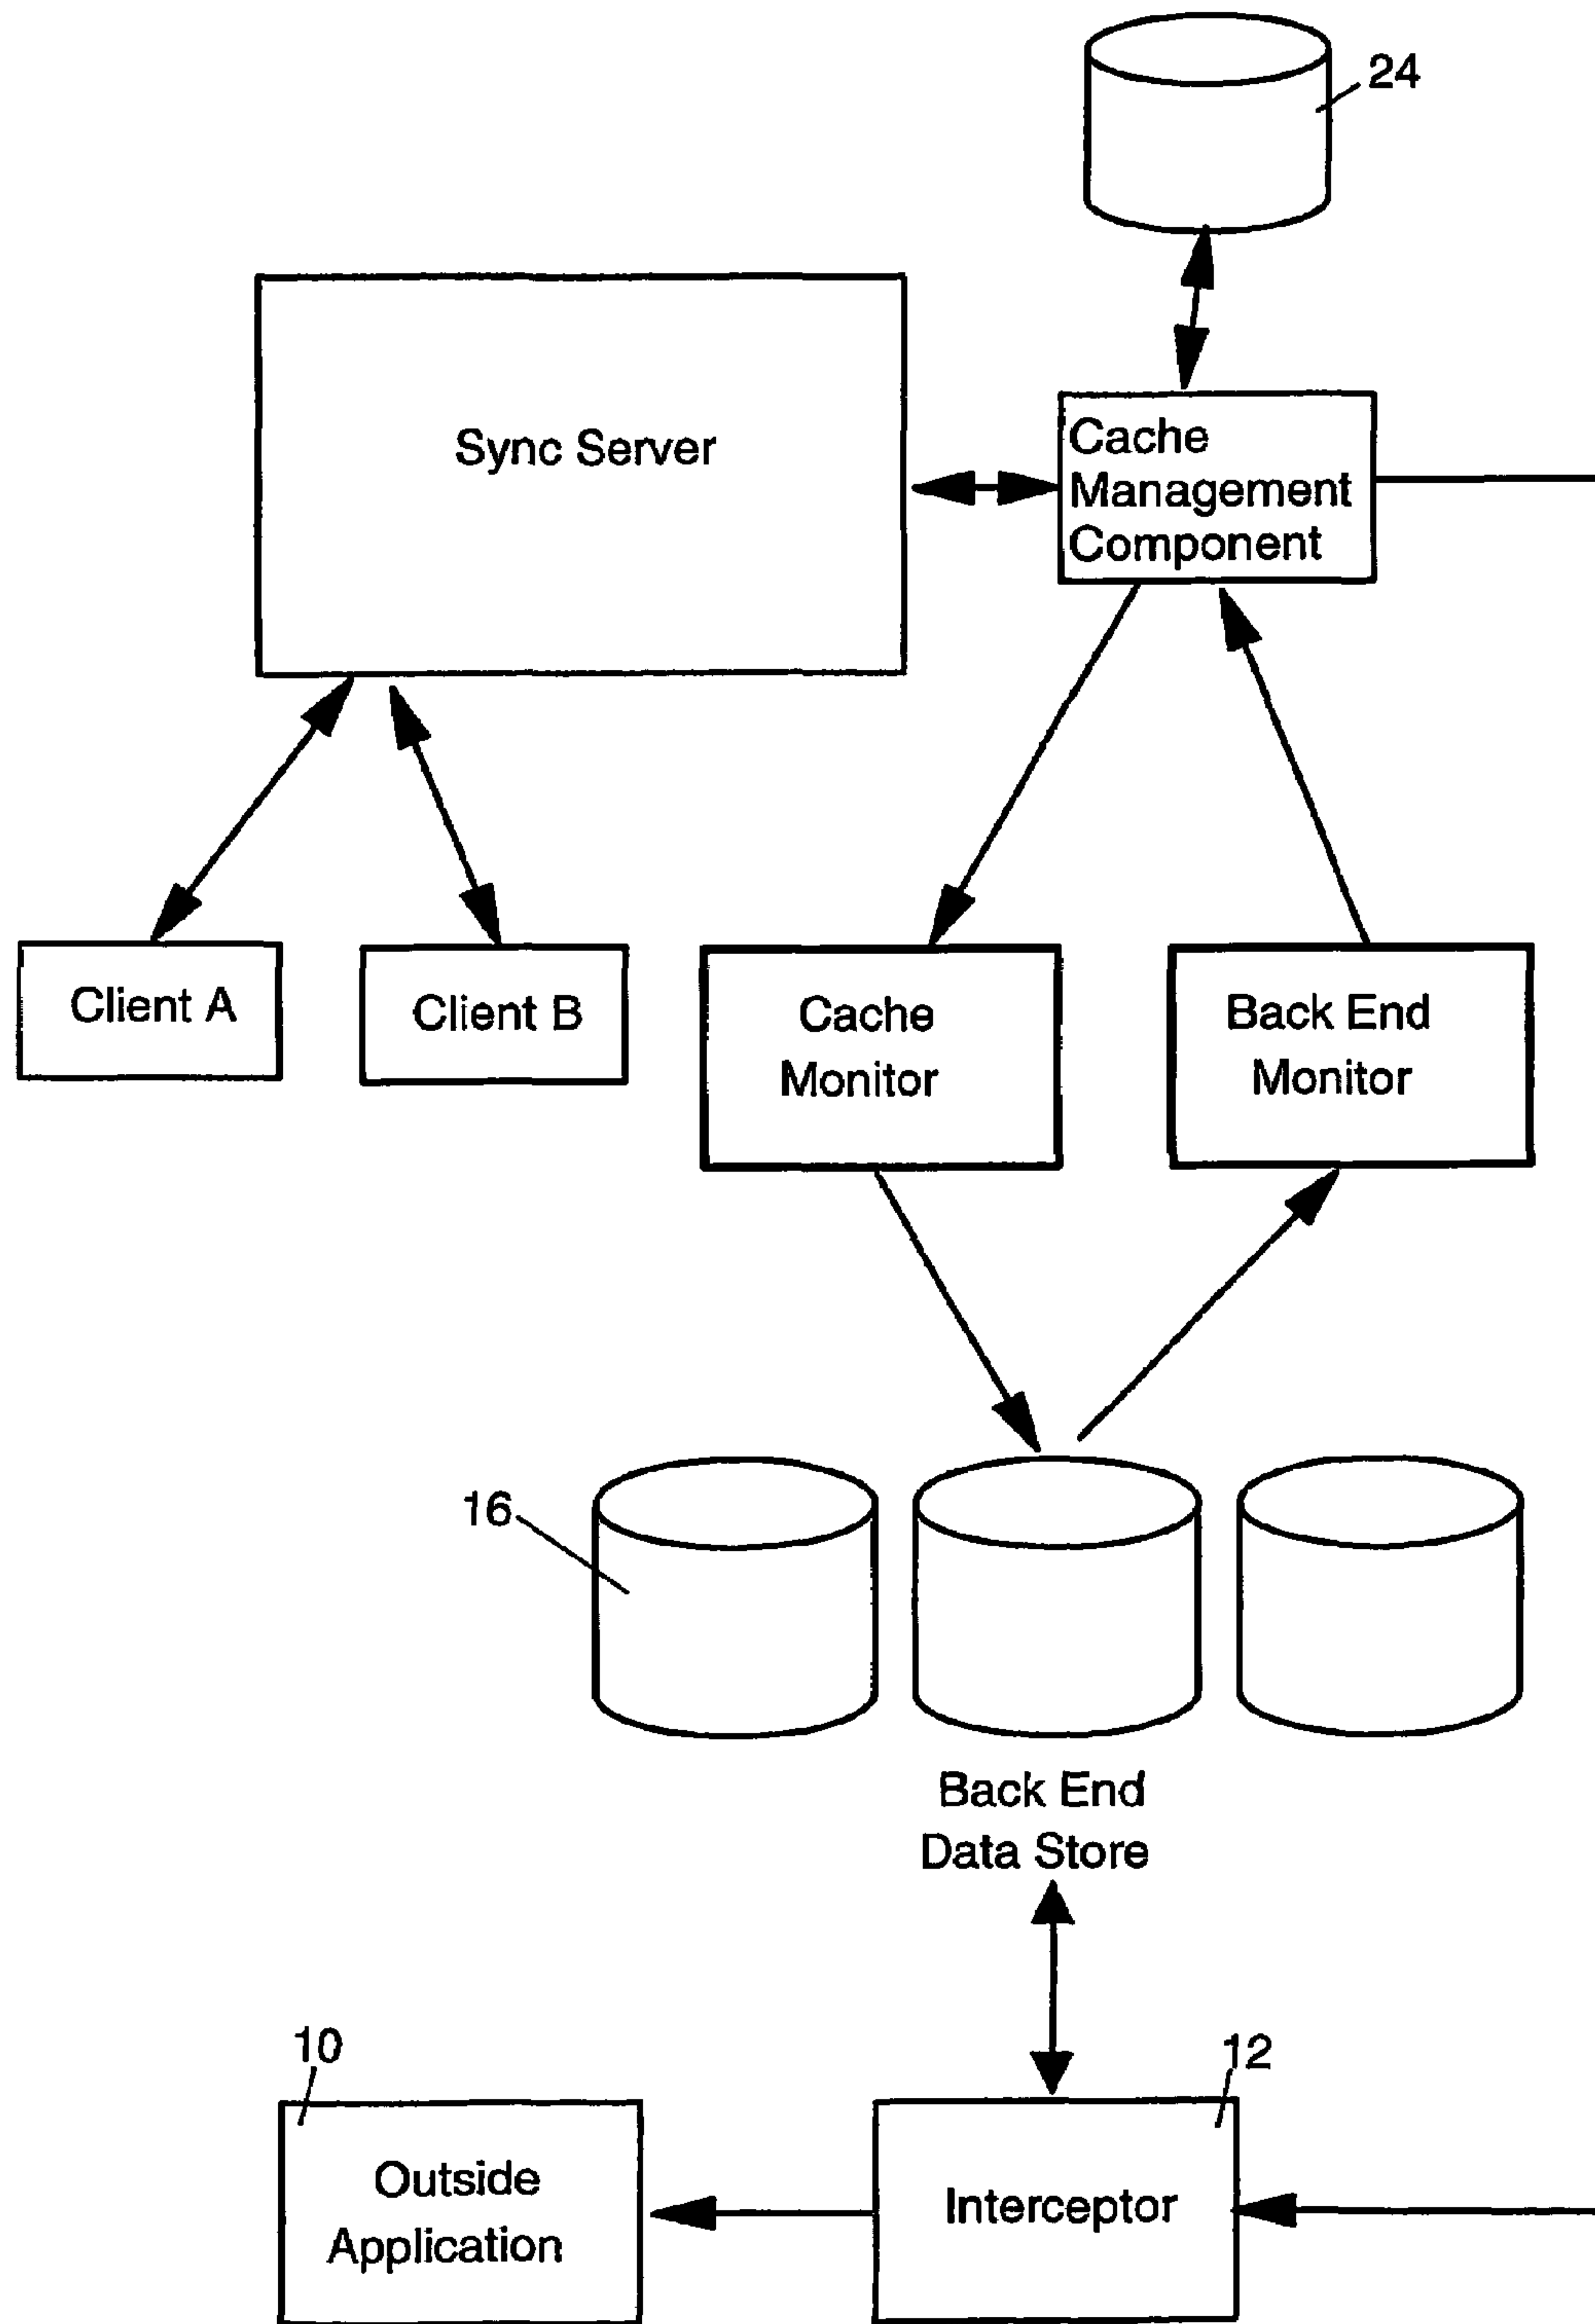 24
Sync Server
Cache
Management
Component
Client A
Client B
Cache
Monitor
Back End
Monitor
16
Back End
Data Store
10
12
Outside
Application
Interceptor